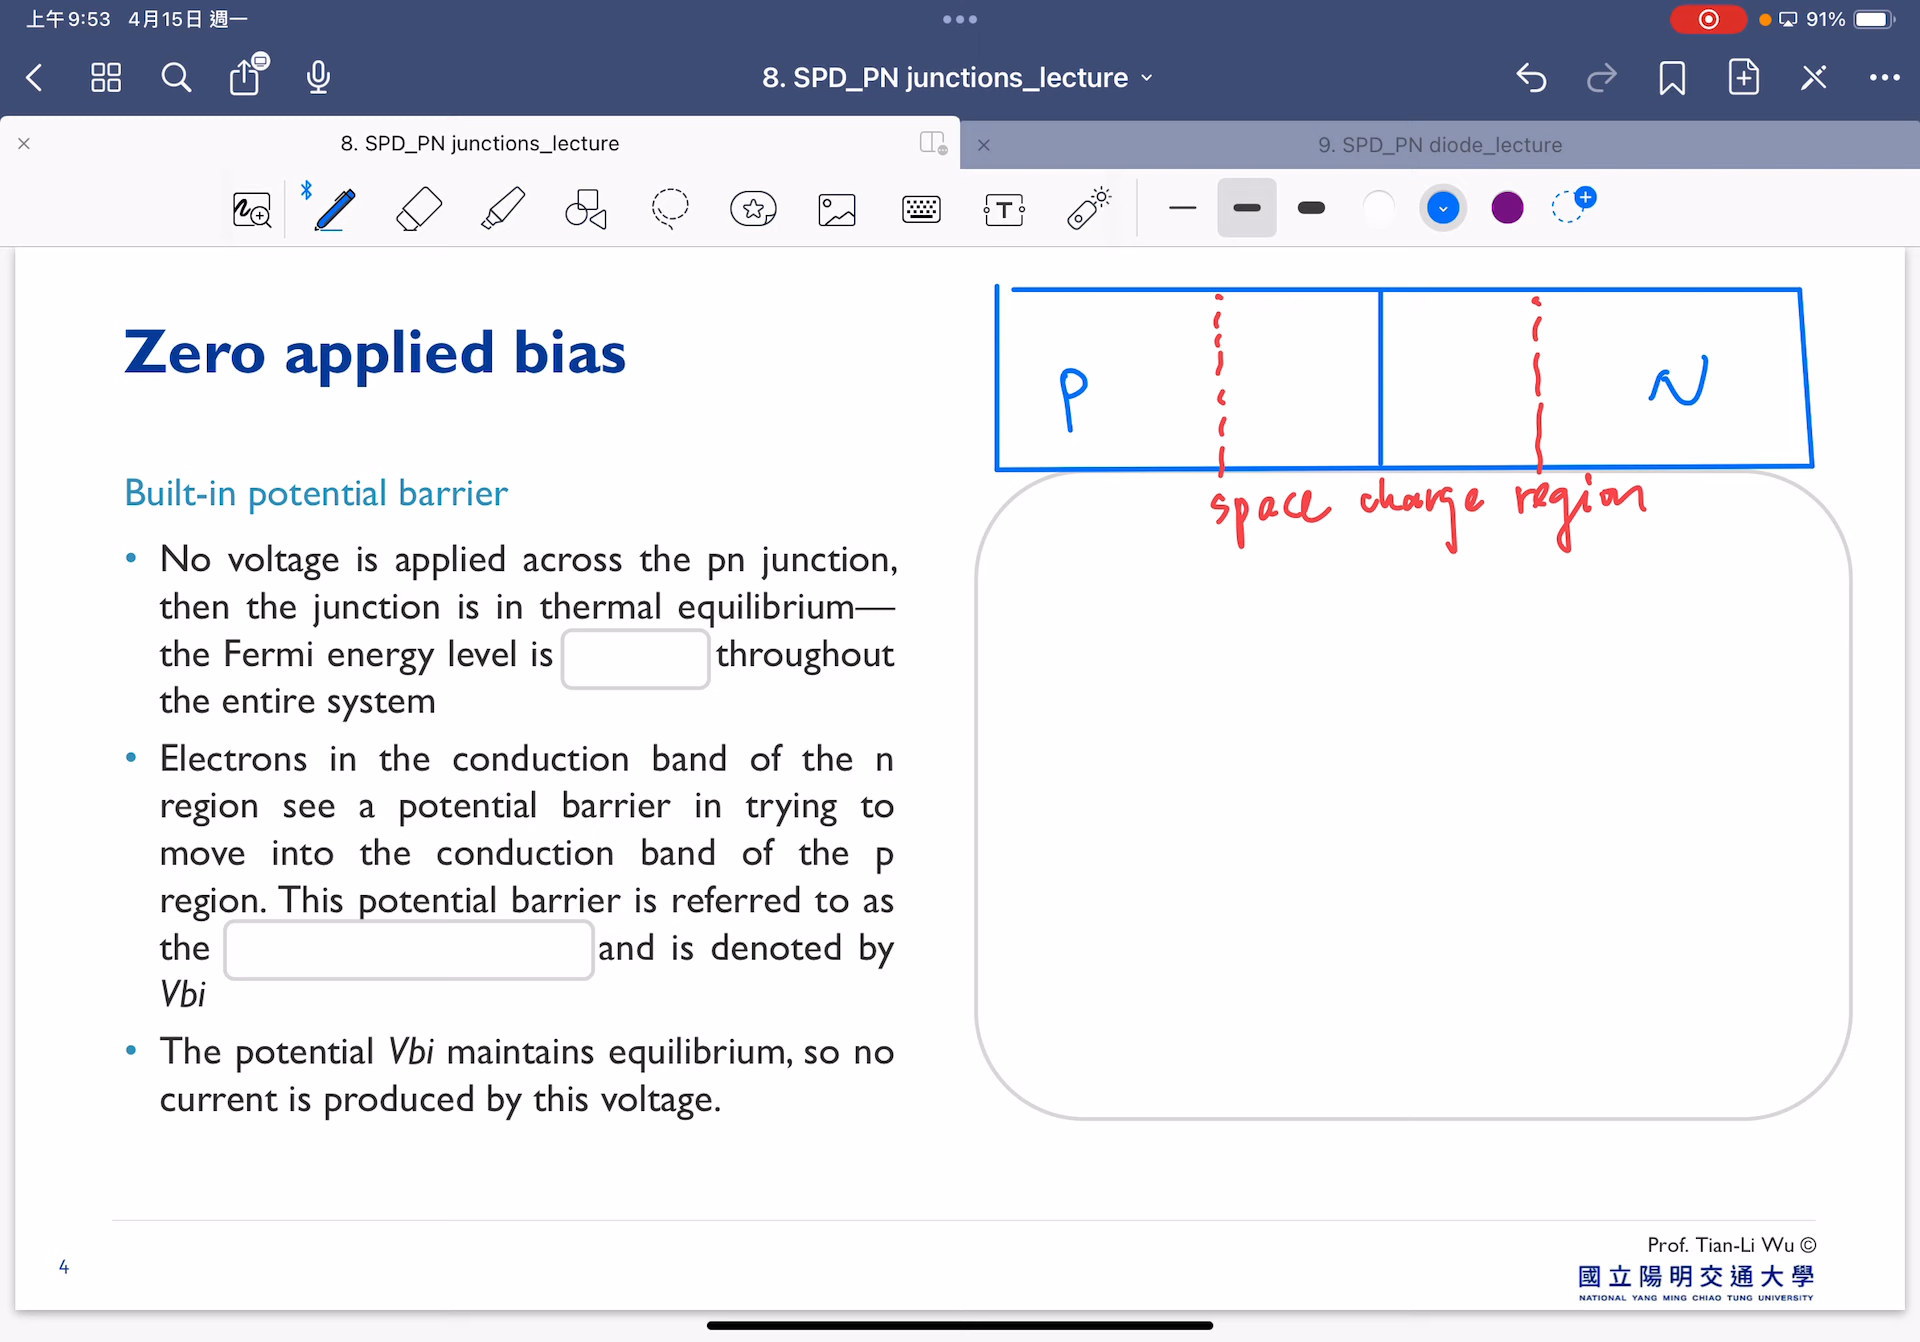 上午9:53 4月15日 週一
91%
8. SPD_PN junctions_lecture
8. SPD_PN junctions_lecture
9. SPD_PN diode_lecture
T
Zero applied bias
P
N
space charge region
Built-in potential barrier
• No voltage is applied across the pn junction,
then the junction is in thermal equilibrium—
the Fermi energy level is throughout
the entire system
• Electrons in the conduction band of the n
region see a potential barrier in trying to
move into the conduction band of the p
region. This potential barrier is referred to as
the and is denoted by
Vbi
• The potential Vbi maintains equilibrium, so no
current is produced by this voltage.
4
Prof. Tian-Li Wu ©
國立陽明交通大學
NATIONAL YANG MING CHIAO TUNG UNIVERSITY